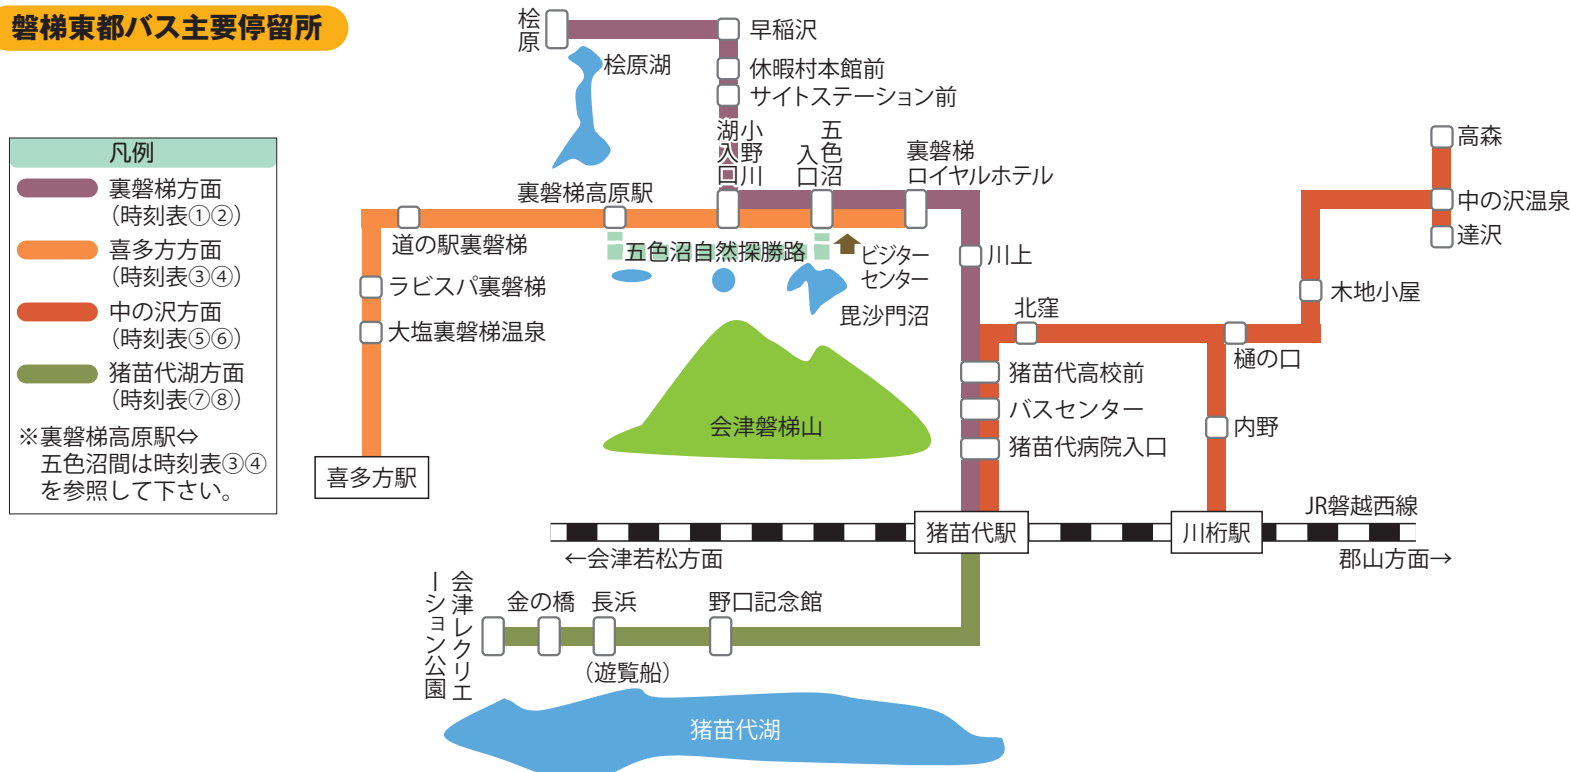 磐梯東都バス主要停留所
凡例
裏磐梯方面
（時刻表①②）
喜多方方面
（時刻表③④）
中の沢方面
（時刻表⑤⑥）
猪苗代湖方面
（時刻表⑦⑧）
※裏磐梯高原駅⇔
五色沼間は時刻表③④
を参照して下さい。
桧原
早稲沢
桧原湖
休暇村本館前
サイトステーション前
小野川
湖入口
五色沼
入口
裏磐梯
ロイヤルホテル
裏磐梯高原駅
道の駅裏磐梯
五色沼自然探勝路
ビジター
センター
毘沙門沼
ラビスパ裏磐梯
大塩裏磐梯温泉
喜多方駅
会津磐梯山
川上
北窪
猪苗代高校前
バスセンター
猪苗代病院入口
高森
中の沢温泉
達沢
木地小屋
樋の口
内野
JR磐越西線
猪苗代駅
川桁駅
←会津若松方面
郡山方面→
会津レクリエ
ーション公園
金の橋
長浜
（遊覧船）
野口記念館
猪苗代湖